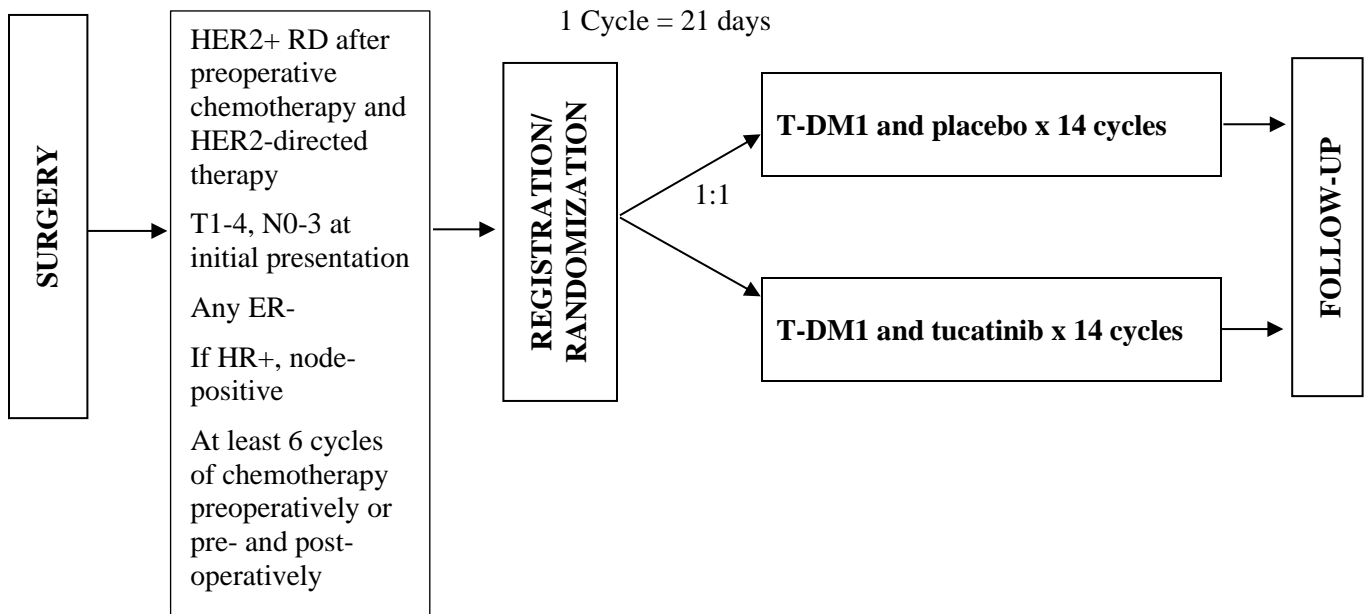 1 Cycle = 21 days
SURGERY
HER2+ RD after
preoperative
chemotherapy and
HER2-directed
therapy
T1-4, N0-3 at
initial presentation
Any ER-
If HR+, node-
positive
At least 6 cycles
of chemotherapy
preoperatively or
pre- and post-
operatively
REGISTRATION/
RANDOMIZATION
1:1
T-DM1 and placebo x 14 cycles
T-DM1 and tucatinib x 14 cycles
FOLLOW-UP